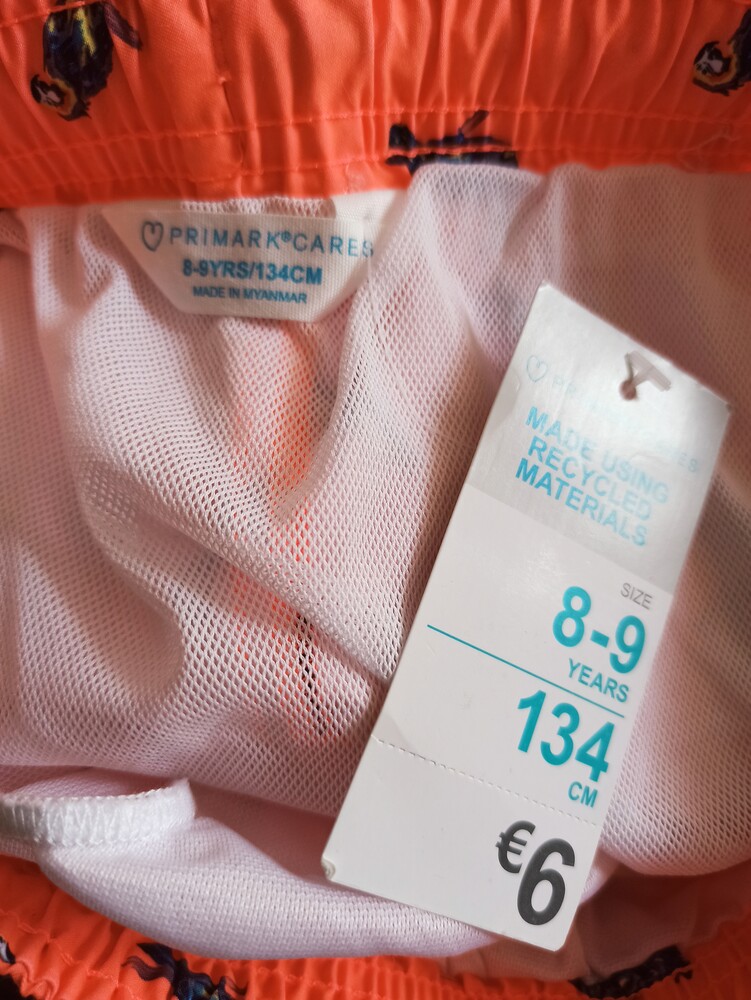 ♡ PRIMARK®CARES
8-9YRS/134CM
MADE IN MYANMAR
MADE USING
RECYCLED
MATERIALS
SIZE
8-9
YEARS
134
CM
€6